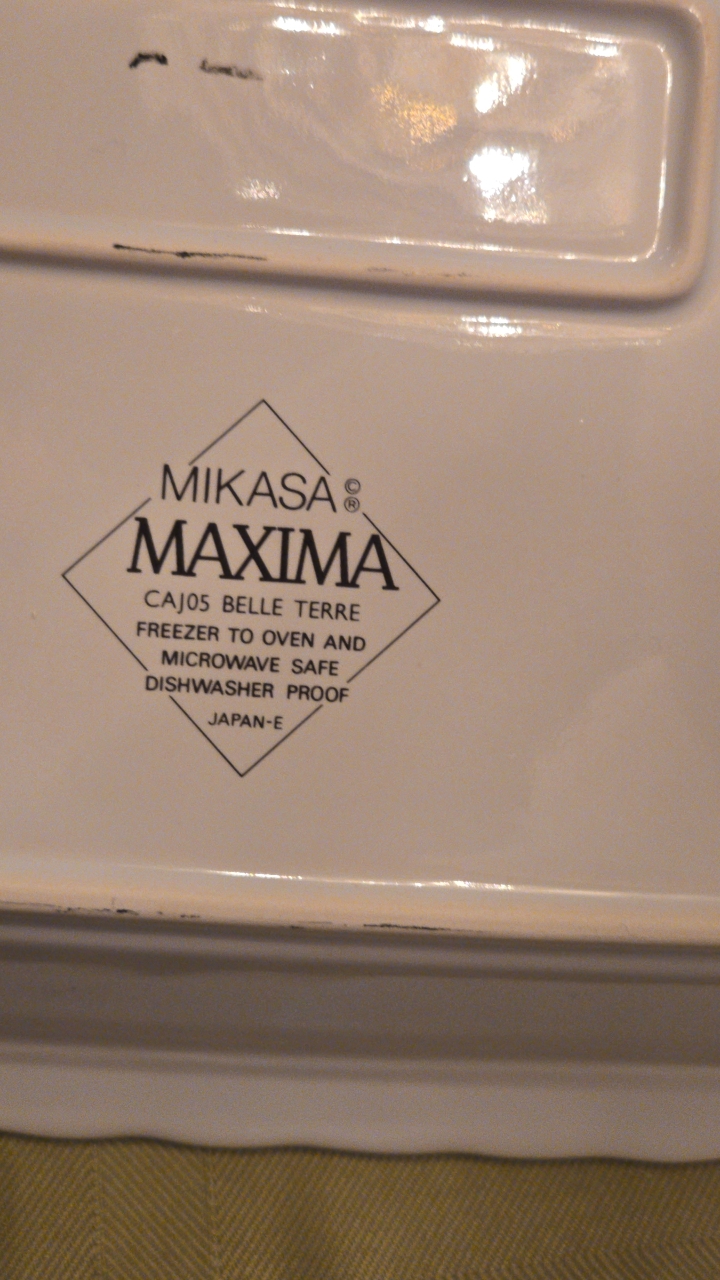 MIKASA ©®
MAXIMA
CAJ05 BELLE TERRE
FREEZER TO OVEN AND
MICROWAVE SAFE
DISHWASHER PROOF
JAPAN-E